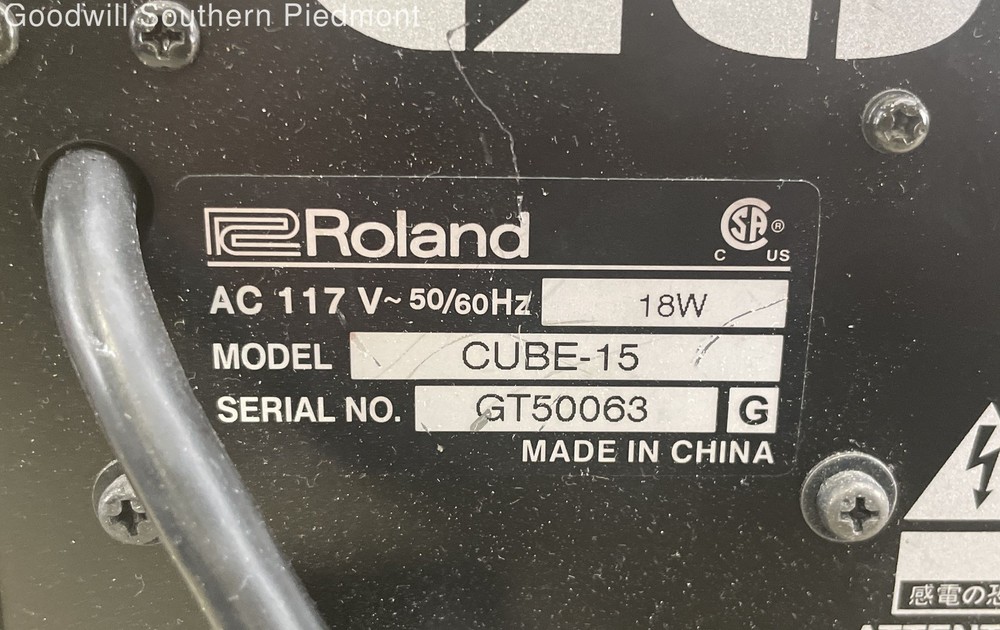 Goodwill Southern Piedmont
Roland
CSA ®
C US
AC 117 V~ 50/60Hz 18W
MODEL CUBE-15
SERIAL NO. GT50063 G
MADE IN CHINA
感電の